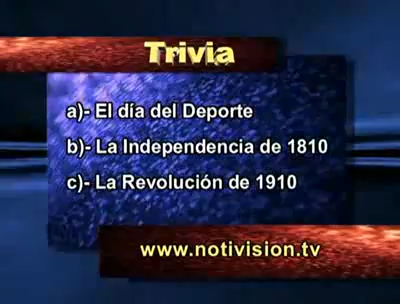 Trivia
a)- El día del Deporte
b)- La Independencia de 1810
c)- La Revolución de 1910
www.notivision.tv